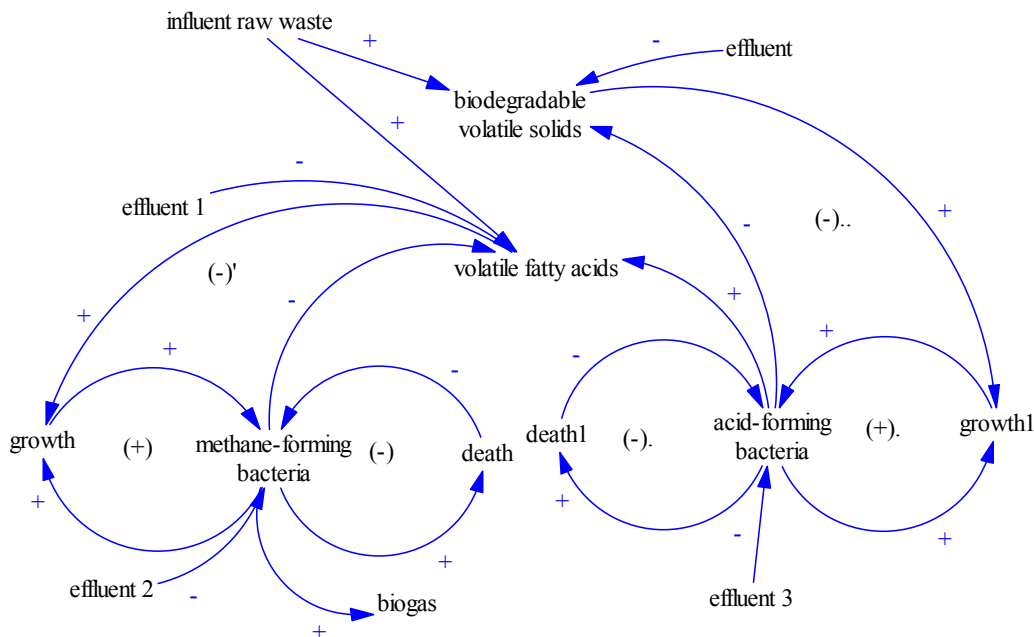 influent raw waste
+
-
effluent
biodegradable
volatile solids
+
-
effluent 1
-
+
(-)..
(-)'
volatile fatty acids
-
+
+
+
+
-
-
growth
(+)
methane-forming
bacteria
(-)
death
death1
(-).
acid-forming
bacteria
(+).
growth1
+
+
+
-
+
effluent 2
-
biogas
+
effluent 3